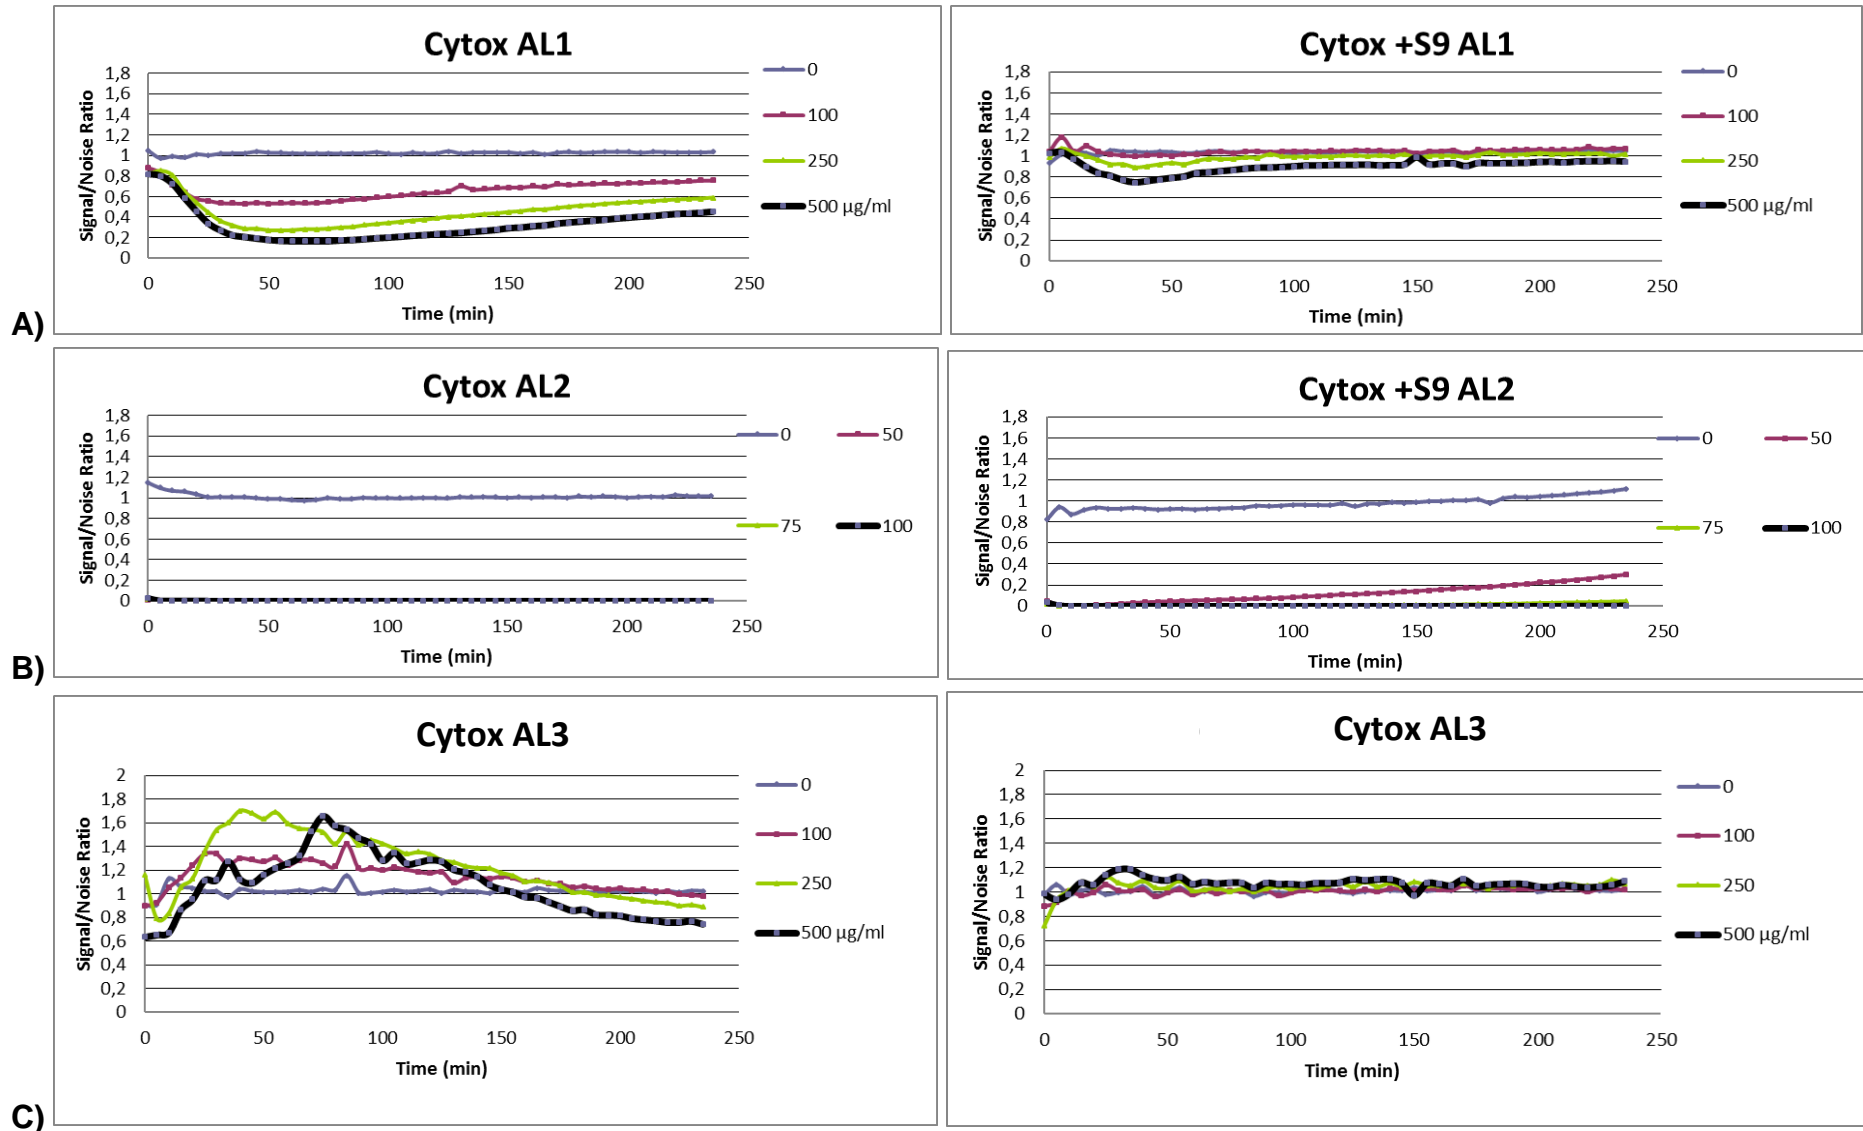 Cytox AL1
Signal/Noise Ratio
1,8
1,6
1,4
1,2
1
0,8
0,6
0,4
0,2
0
0 50 100 150 200 250
Time (min)
0
100
250
500 µg/ml
Cytox +S9 AL1
Signal/Noise Ratio
1,8
1,6
1,4
1,2
1
0,8
0,6
0,4
0,2
0
0 50 100 150 200 250
Time (min)
0
100
250
500 µg/ml
A)
Cytox AL2
Signal/Noise Ratio
1,8
1,6
1,4
1,2
1
0,8
0,6
0,4
0,2
0
0 50 100 150 200 250
Time (min)
0 50
75 100
Cytox +S9 AL2
Signal/Noise Ratio
1,8
1,6
1,4
1,2
1
0,8
0,6
0,4
0,2
0
0 50 100 150 200 250
Time (min)
0 50
75 100
B)
Cytox AL3
Signal/Noise Ratio
2
1,8
1,6
1,4
1,2
1
0,8
0,6
0,4
0,2
0
0 50 100 150 200 250
Time (min)
0
100
250
500 µg/ml
Cytox AL3
Signal/Noise Ratio
2
1,8
1,6
1,4
1,2
1
0,8
0,6
0,4
0,2
0
0 50 100 150 200 250
Time (min)
0
100
250
500 µg/ml
C)